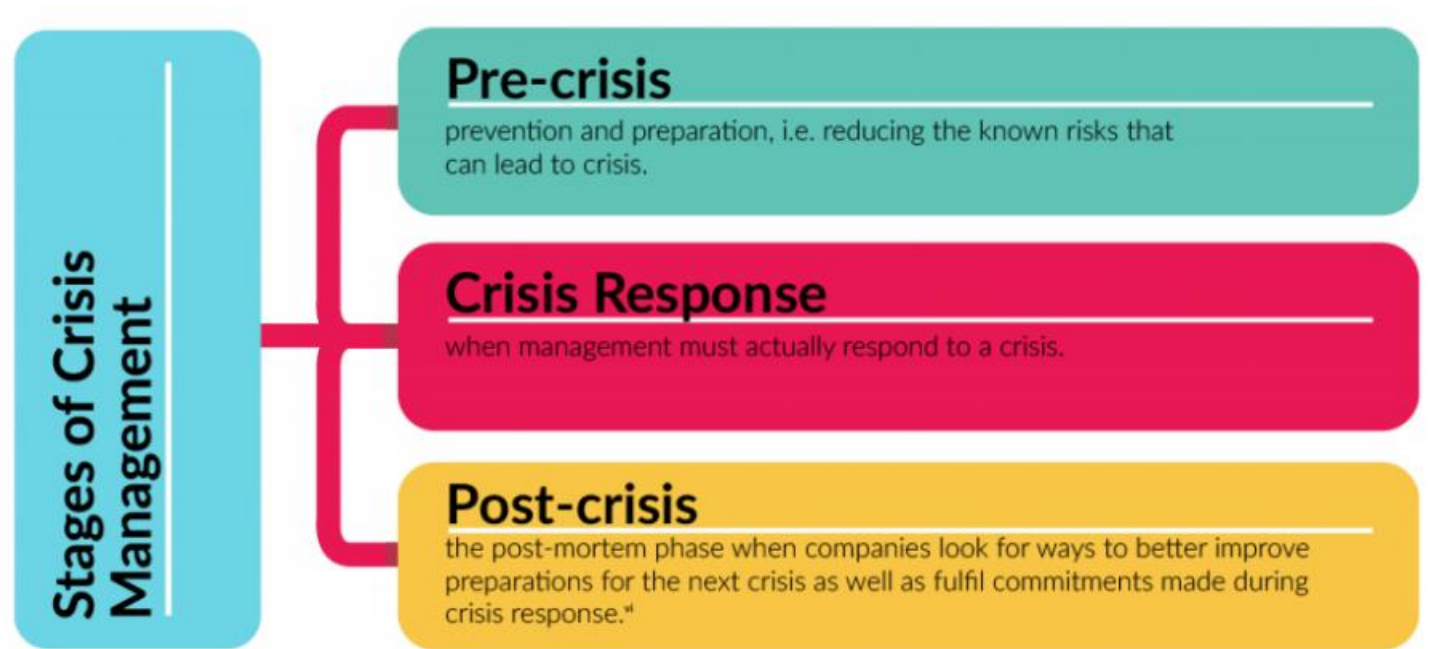 Stages of Crisis
Management
Pre-crisis
prevention and preparation, i.e. reducing the known risks that
can lead to crisis.
Crisis Response
when management must actually respond to a crisis.
Post-crisis
the post-mortem phase when companies look for ways to better improve
preparations for the next crisis as well as fulfil commitments made during
crisis response.ᵛⁱ